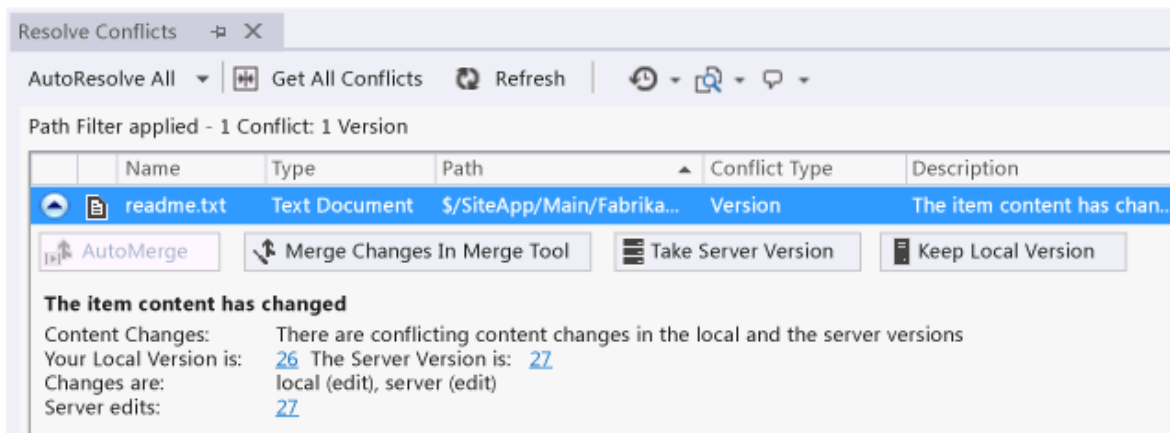 Resolve Conflicts
AutoResolve All Get All Conflicts Refresh
Path Filter applied - 1 Conflict: 1 Version
Name Type Path Conflict Type Description
readme.txt Text Document $/SiteApp/Main/Fabrika... Version The item content has chan...
AutoMerge Merge Changes In Merge Tool Take Server Version Keep Local Version
The item content has changed
Content Changes: There are conflicting content changes in the local and the server versions
Your Local Version is: 26 The Server Version is: 27
Changes are: local (edit), server (edit)
Server edits: 27